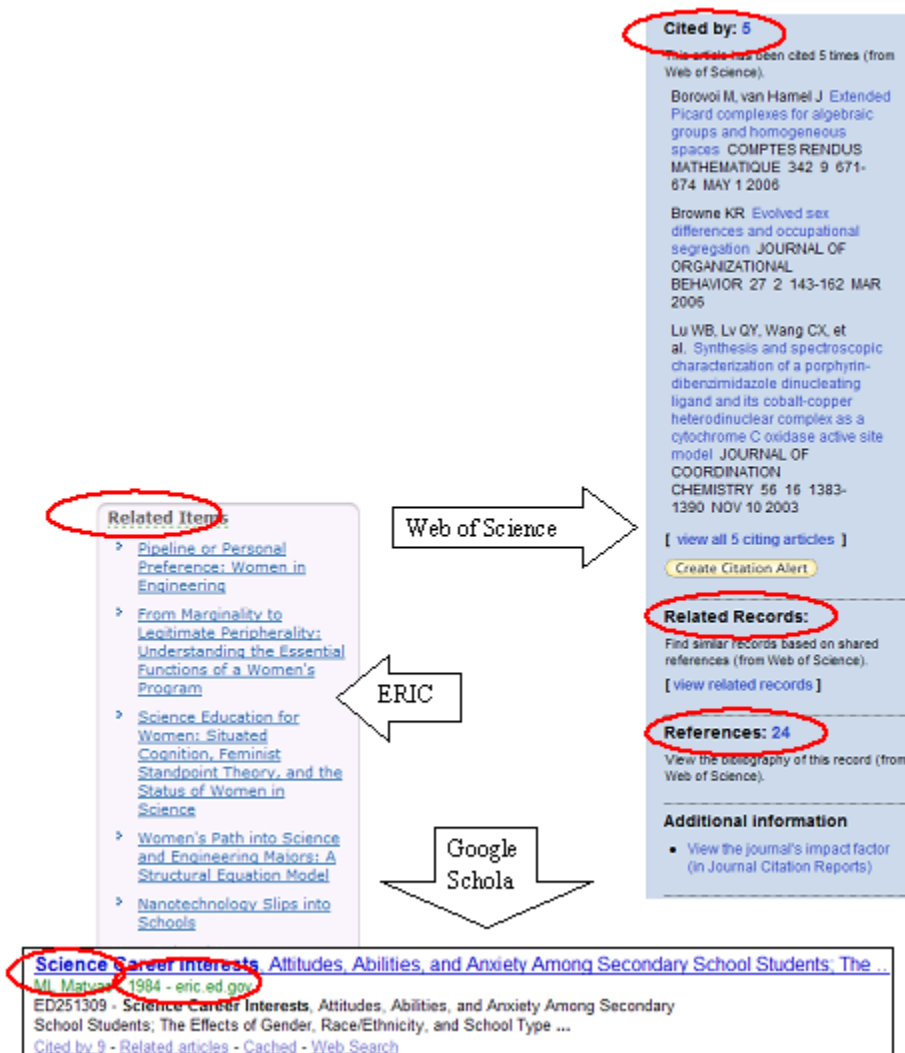 Cited by: 5
This article has been cited 5 times (from
Web of Science).
Borovoi M, van Hamel J Extended
Picard complexes for algebraic
groups and homogeneous
spaces COMPTES RENDUS
MATHEMATIQUE 342 9 671-
674 MAY 1 2006
Browne KR Evolved sex
differences and occupational
segregation JOURNAL OF
ORGANIZATIONAL
BEHAVIOR 27 2 143-162 MAR
2006
Lu WB, Lv QY, Wang CX, et
al. Synthesis and spectroscopic
characterization of a porphyrin-
dibenzimidazole dinucleating
ligand and its cobalt-copper
heterodinuclear complex as a
cytochrome C oxidase active site
model JOURNAL OF
COORDINATION
CHEMISTRY 56 16 1383-
1390 NOV 10 2003
[ view all 5 citing articles ]
Create Citation Alert
Related Records:
Find similar records based on shared
references (from Web of Science).
[ view related records ]
References: 24
View the bibliography of this record (from
Web of Science).
Additional information
• View the journal's impact factor
(in Journal Citation Reports)
Web of Science
Related Items
Pipeline or Personal
Preference: Women in
Engineering
From Marginality to
Legitimate Peripherality:
Understanding the Essential
Functions of a Women's
Program
Science Education for
Women: Situated
Cognition, Feminist
Standpoint Theory, and the
Status of Women in
Science
Women's Path into Science
and Engineering Majors: A
Structural Equation Model
Nanotechnology Slips into
Schools
ERIC
Google
Schola
Science Career Interests, Attitudes, Abilities, and Anxiety Among Secondary School Students; The ...
ML Matyas - 1984 - eric.ed.gov
ED251309 - Science Career Interests, Attitudes, Abilities, and Anxiety Among Secondary
School Students; The Effects of Gender, Race/Ethnicity, and School Type ...
Cited by 9 - Related articles - Cached - Web Search